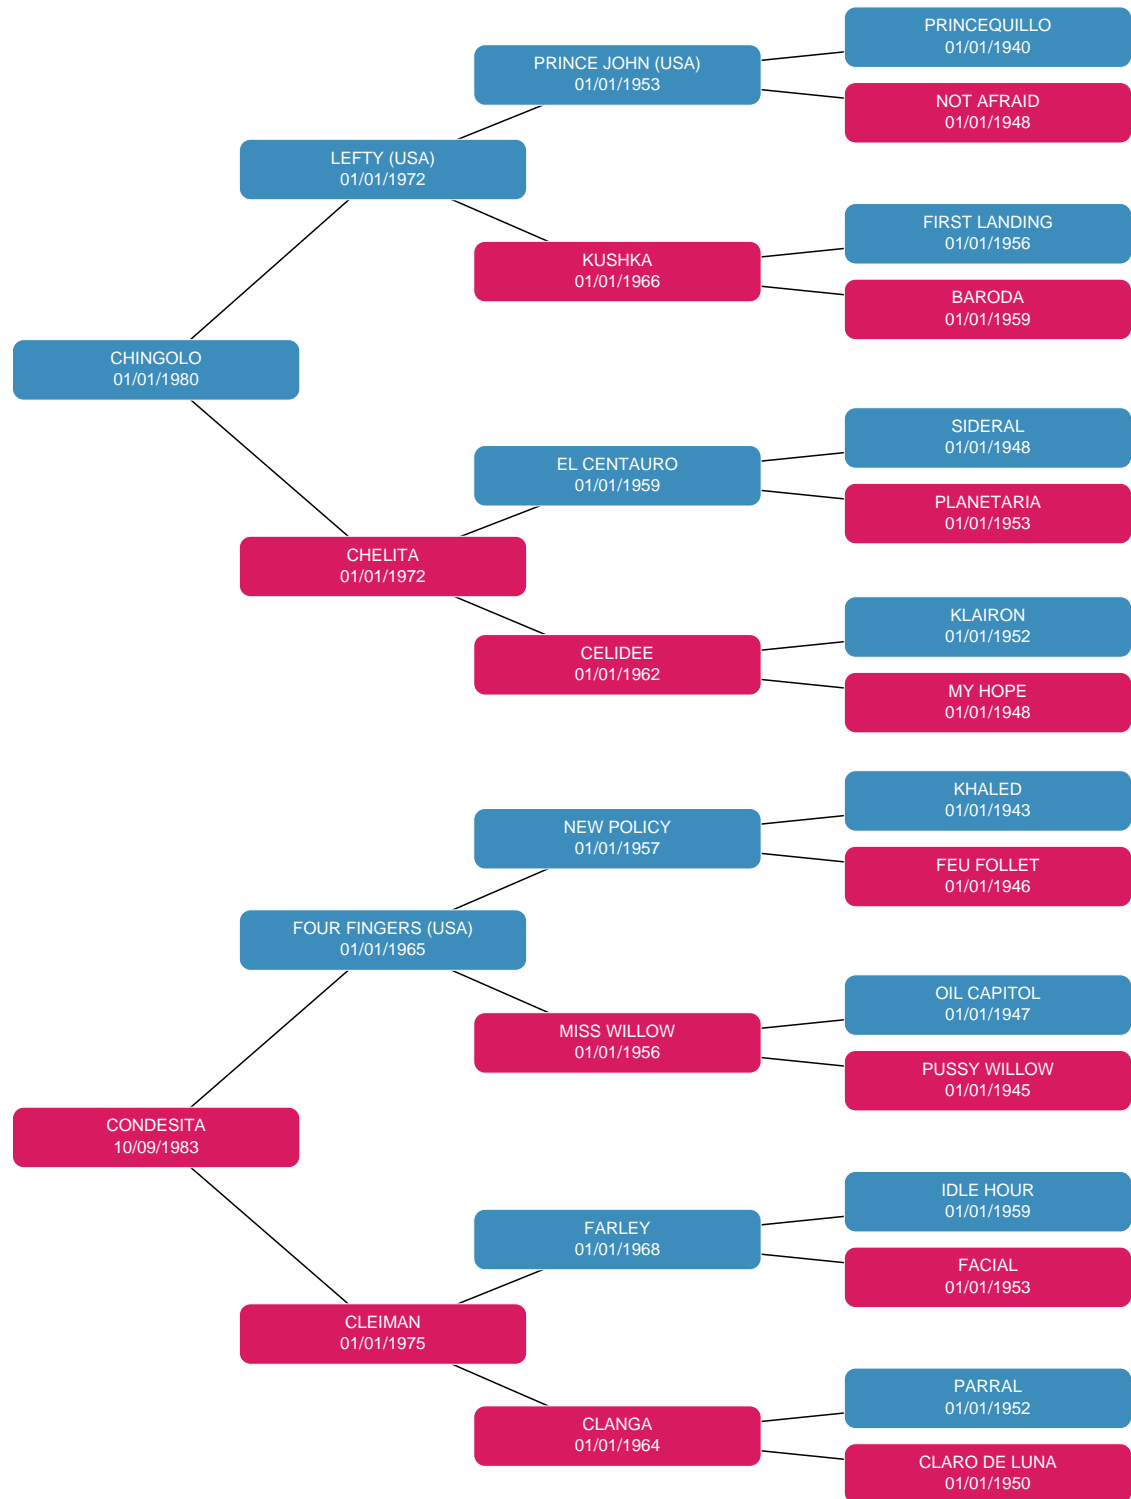 PRINCEQUILLO
01/01/1940
PRINCE JOHN (USA)
01/01/1953
NOT AFRAID
01/01/1948
LEFTY (USA)
01/01/1972
FIRST LANDING
01/01/1956
KUSHKA
01/01/1966
BARODA
01/01/1959
CHINGOLO
01/01/1980
SIDERAL
01/01/1948
EL CENTAURO
01/01/1959
PLANETARIA
01/01/1953
CHELITA
01/01/1972
KLAIRON
01/01/1952
CELIDEE
01/01/1962
MY HOPE
01/01/1948
KHALED
01/01/1943
NEW POLICY
01/01/1957
FEU FOLLET
01/01/1946
FOUR FINGERS (USA)
01/01/1965
OIL CAPITOL
01/01/1947
MISS WILLOW
01/01/1956
PUSSY WILLOW
01/01/1945
CONDESITA
10/09/1983
IDLE HOUR
01/01/1959
FARLEY
01/01/1968
FACIAL
01/01/1953
CLEIMAN
01/01/1975
PARRAL
01/01/1952
CLANGA
01/01/1964
CLARO DE LUNA
01/01/1950